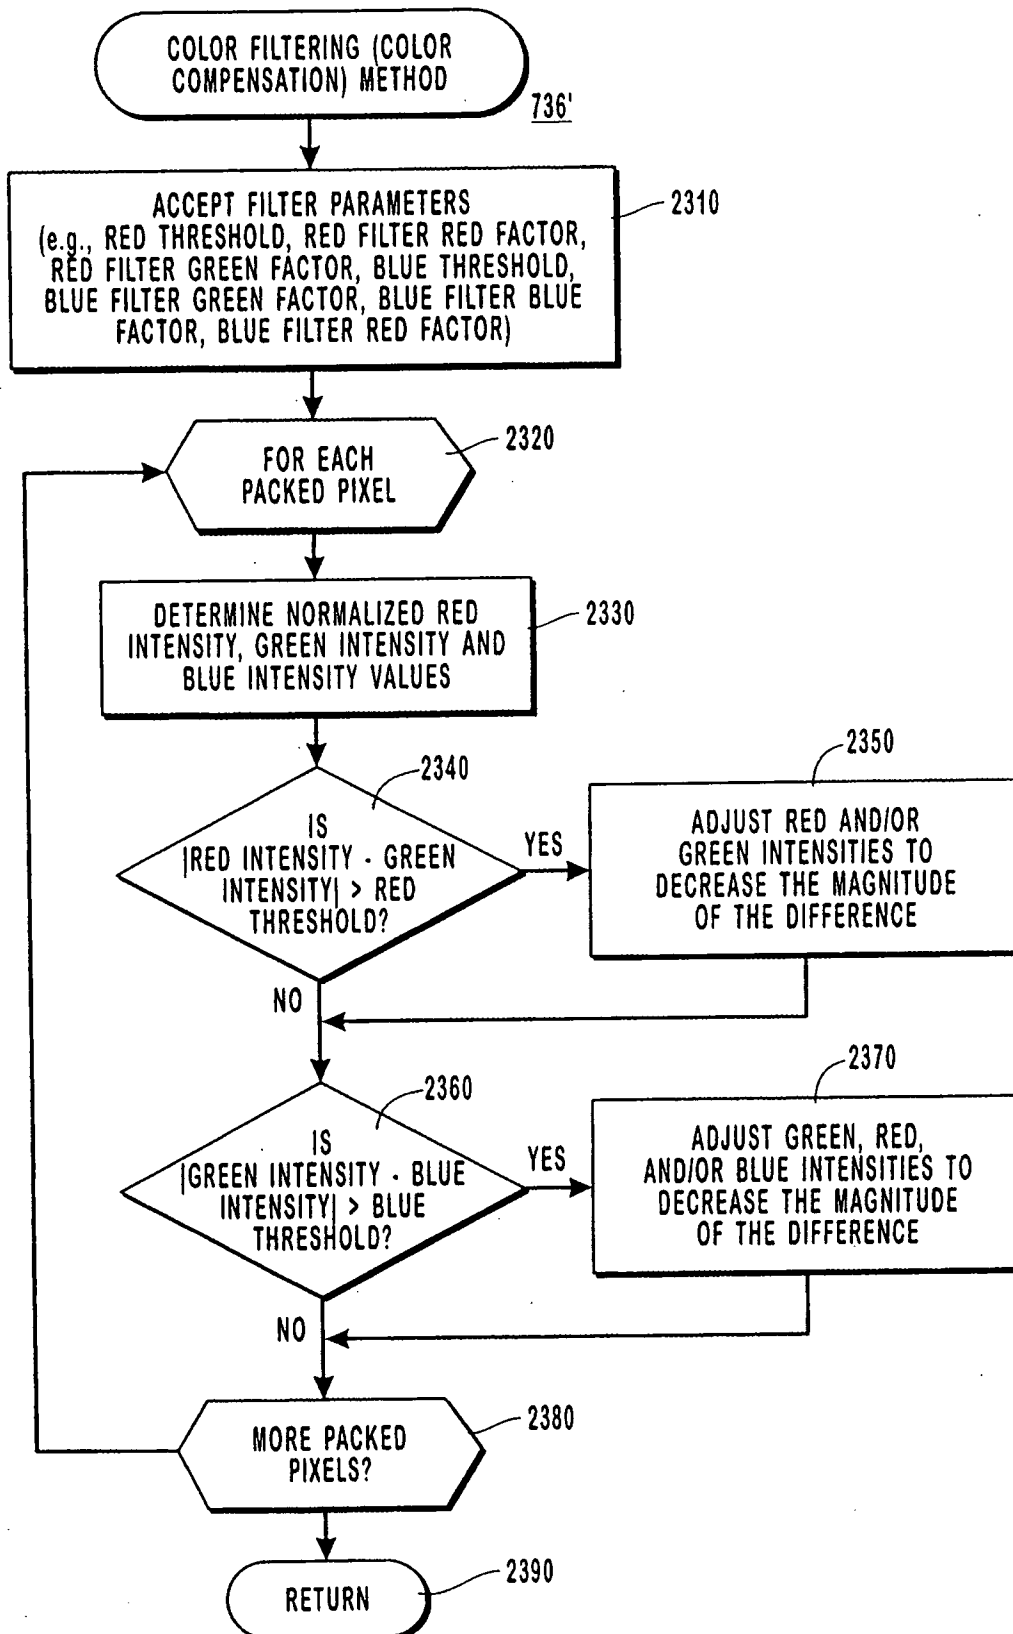 COLOR FILTERING (COLOR
COMPENSATION) METHOD
736'
ACCEPT FILTER PARAMETERS
(e.g., RED THRESHOLD, RED FILTER RED FACTOR,
RED FILTER GREEN FACTOR, BLUE THRESHOLD,
BLUE FILTER GREEN FACTOR, BLUE FILTER BLUE
FACTOR, BLUE FILTER RED FACTOR)
2310
FOR EACH
PACKED PIXEL
2320
DETERMINE NORMALIZED RED
INTENSITY, GREEN INTENSITY AND
BLUE INTENSITY VALUES
2330
IS
|RED INTENSITY - GREEN
INTENSITY| > RED
THRESHOLD?
2340
YES
NO
ADJUST RED AND/OR
GREEN INTENSITIES TO
DECREASE THE MAGNITUDE
OF THE DIFFERENCE
2350
IS
|GREEN INTENSITY - BLUE
INTENSITY| > BLUE
THRESHOLD?
2360
YES
NO
ADJUST GREEN, RED,
AND/OR BLUE INTENSITIES TO
DECREASE THE MAGNITUDE
OF THE DIFFERENCE
2370
MORE PACKED
PIXELS?
2380
RETURN
2390